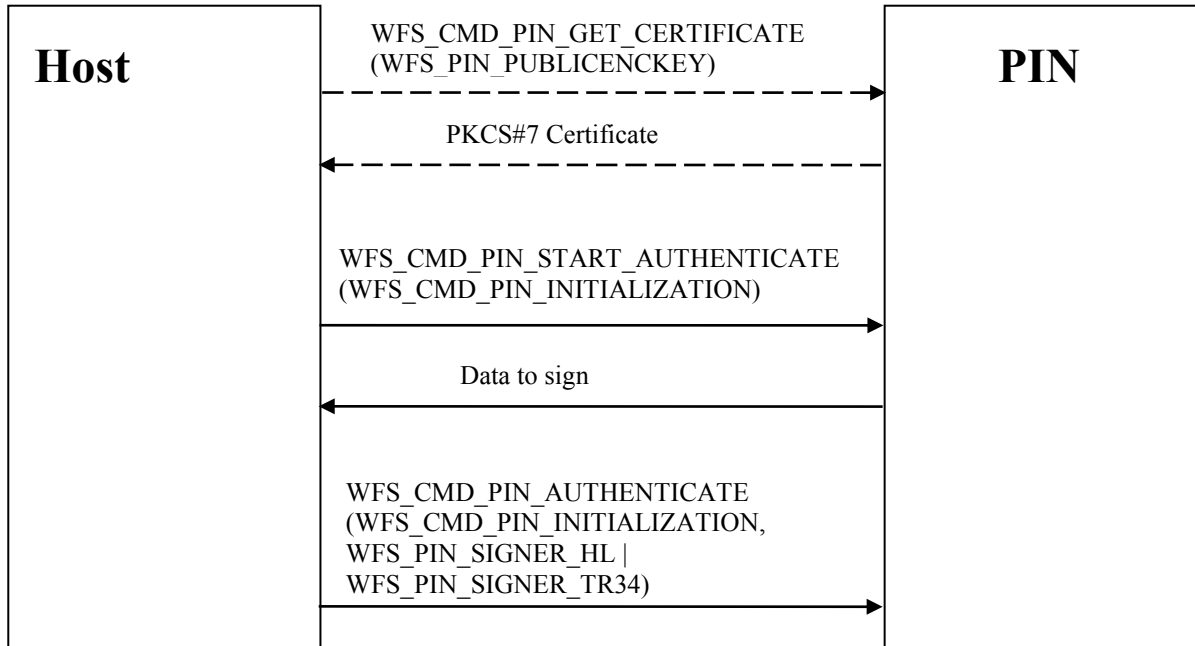 Host
PIN
WFS_CMD_PIN_GET_CERTIFICATE
(WFS_PIN_PUBLICENCKEY)
PKCS#7 Certificate
WFS_CMD_PIN_START_AUTHENTICATE
(WFS_CMD_PIN_INITIALIZATION)
Data to sign
WFS_CMD_PIN_AUTHENTICATE
(WFS_CMD_PIN_INITIALIZATION,
WFS_PIN_SIGNER_HL |
WFS_PIN_SIGNER_TR34)